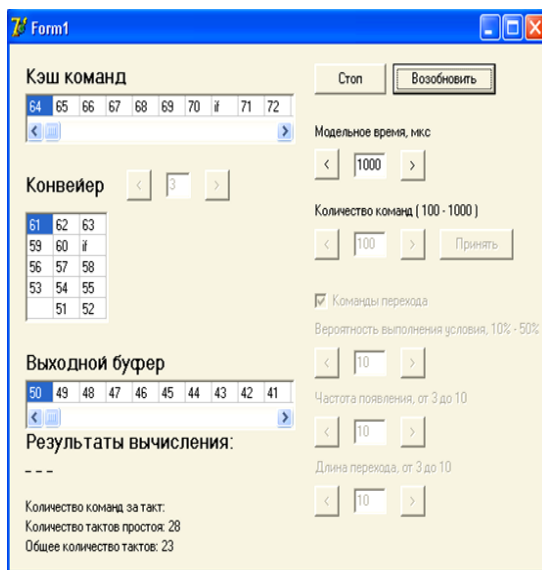 Form1
Кэш команд
64 65 66 67 68 69 70 if 71 72
Конвейер
3
61 62 63
59 60 if
56 57 58
53 54 55
51 52
Выходной буфер
50 49 48 47 46 45 44 43 42 41
Результаты вычисления:
– – –
Количество команд за такт:
Количество тактов простоя: 28
Общее количество тактов: 23
Стоп Возобновить
Модельное время, мкс
< 1000 >
Количество команд ( 100 - 1000 )
< 100 > Принять
Команды перехода
Вероятность выполнения условия, 10% - 50%
< 10 >
Частота появления, от 3 до 10
< 10 >
Длина перехода, от 3 до 10
< 10 >